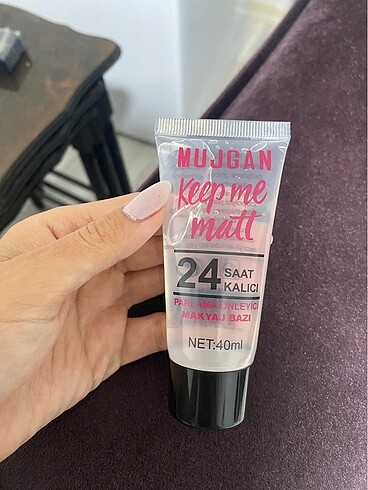 MUJGAN
Keep me
matt
24 SAAT
KALICI
PARLAMA ÖNLEYİCİ
MAKYAJ BAZI
NET:40ml